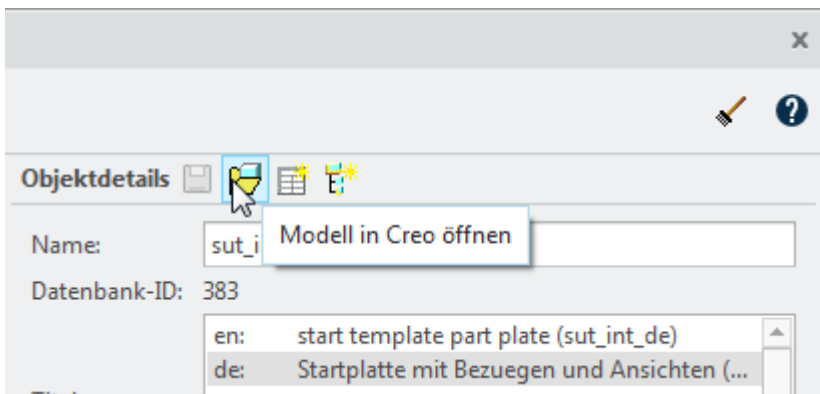 Objektdetails
Modell in Creo öffnen
Name: sut_i
Datenbank-ID: 383
en: start template part plate (sut_int_de)
de: Startplatte mit Bezuegen und Ansichten (...